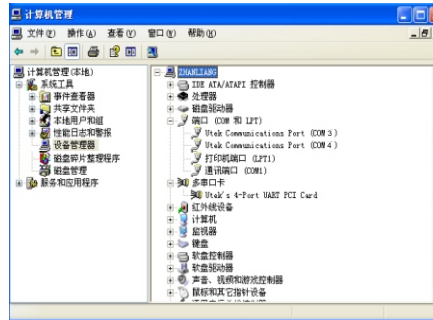 计算机管理
文件(F) 操作(A) 查看(V) 窗口(W) 帮助(H)
计算机管理(本地)
系统工具
事件查看器
共享文件夹
本地用户和组
性能日志和警报
设备管理器
磁盘碎片整理程序
磁盘管理
服务和应用程序
ZHANLIANG
IDE ATA/ATAPI 控制器
处理器
磁盘驱动器
端口 (COM 和 LPT)
Utek Communications Port (COM 3)
Utek Communications Port (COM 4)
打印机端口 (LPT1)
通讯端口 (COM1)
多串口卡
Utek's 4-Port UART PCI Card
红外线设备
计算机
监视器
键盘
软盘控制器
软盘驱动器
声音、视频和游戏控制器
鼠标和其它指针设备